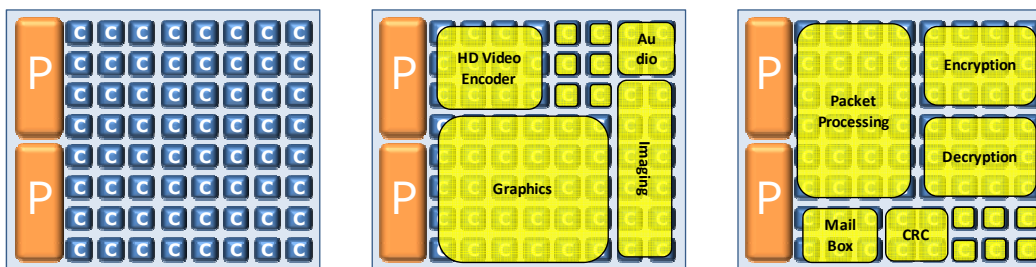 C C C C C C C C
P
C C C C C C C C
C C C C C C C C
C C C C C C C C
C C C C C C C C
P
C C C C C C C C
C C C C C C C C
C C C C C C C C
P
P
HD Video
Encoder
Au
dio
Graphics
Imaging
P
P
Packet
Processing
Encryption
Decryption
Mail
Box
CRC